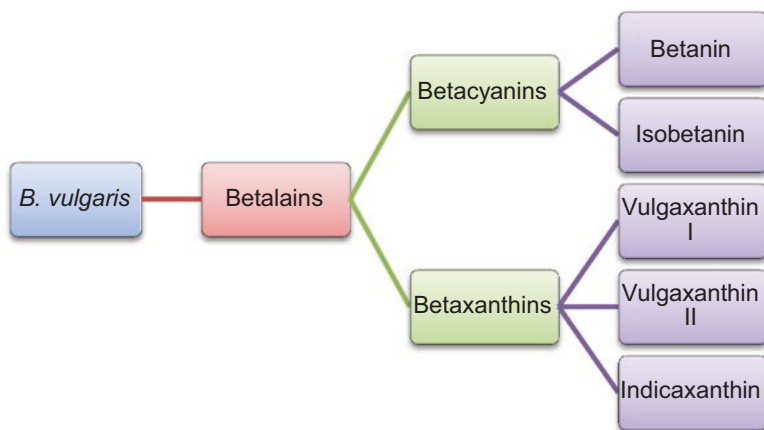 B. vulgaris
Betalains
Betacyanins
Betanin
Isobetanin
Betaxanthins
Vulgaxanthin
I
Vulgaxanthin
II
Indicaxanthin